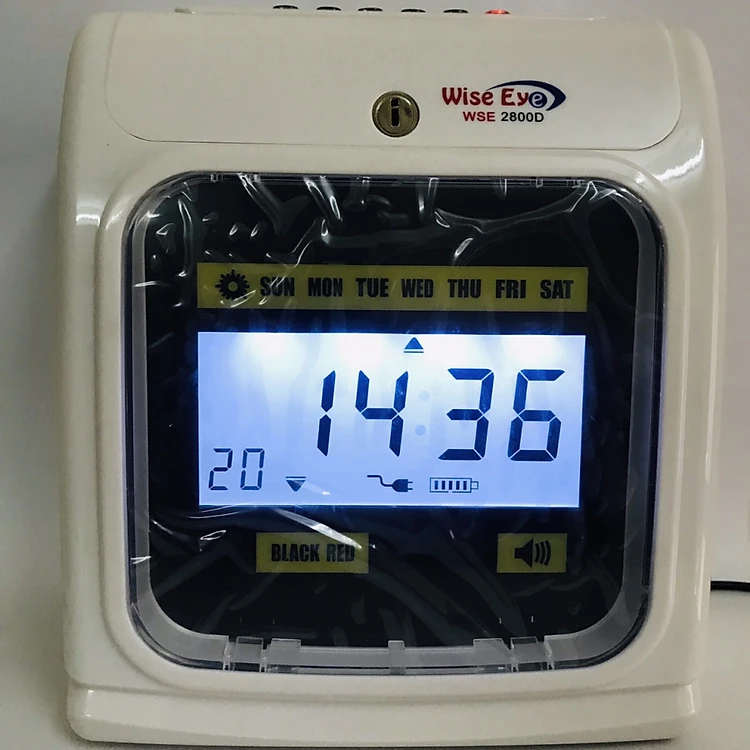 Wise Eye
WSE 2800D
SUN MON TUE WED THU FRI SAT
14:36
20
BLACK RED